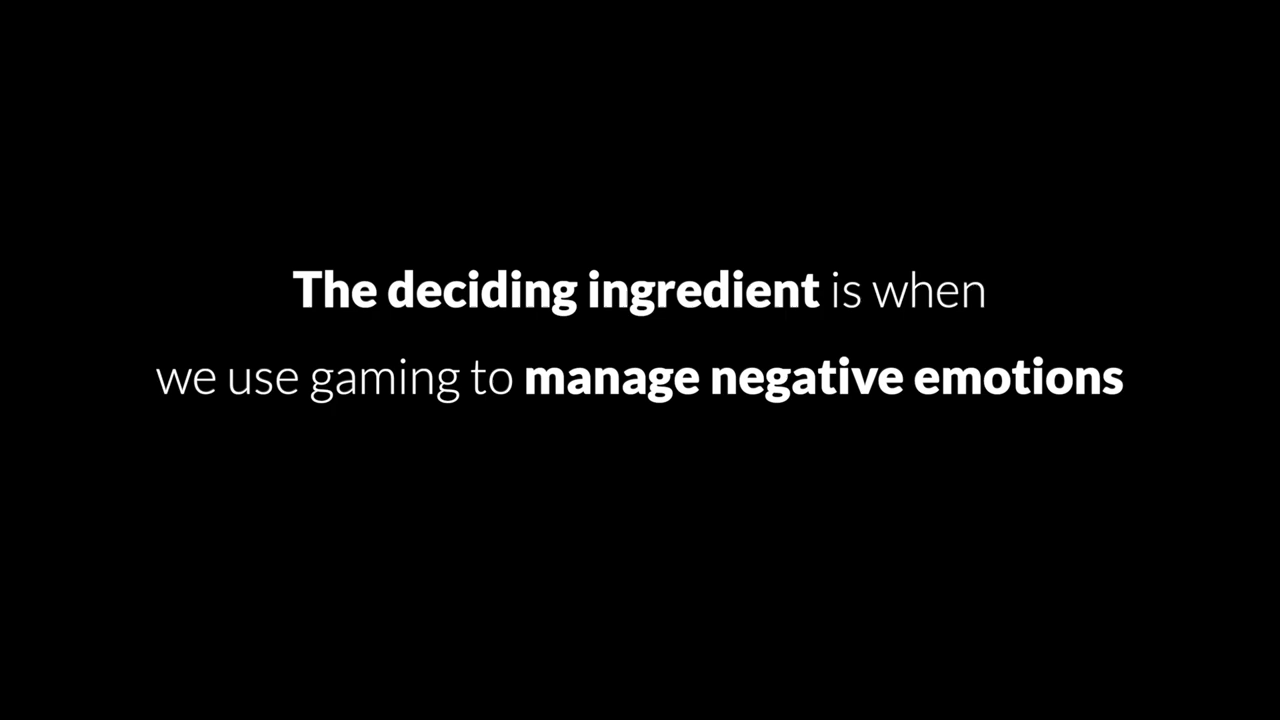 The deciding ingredient is when
we use gaming to manage negative emotions